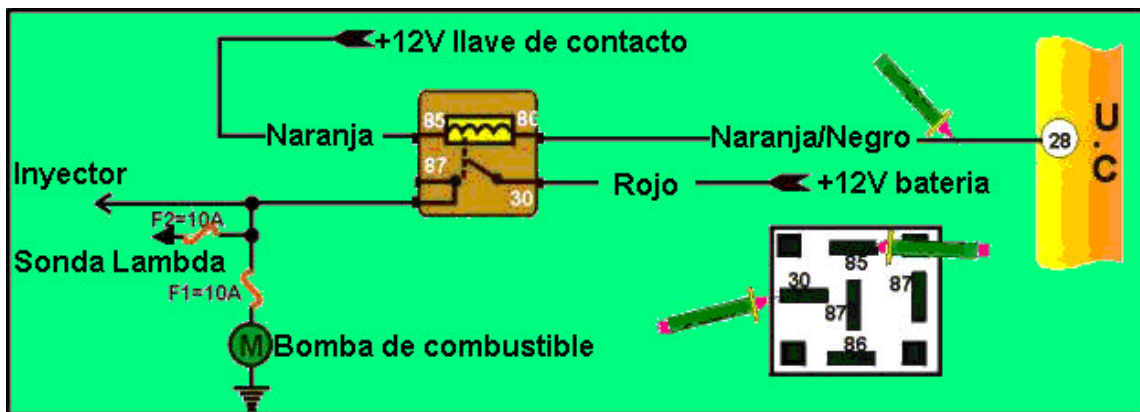 +12V llave de contacto
85
86
Naranja
Naranja/Negro
28
U.C
87
30
Rojo
+12V bateria
Inyector
F2=10A
Sonda Lambda
F1=10A
M
Bomba de combustible
85
30
87
87
86